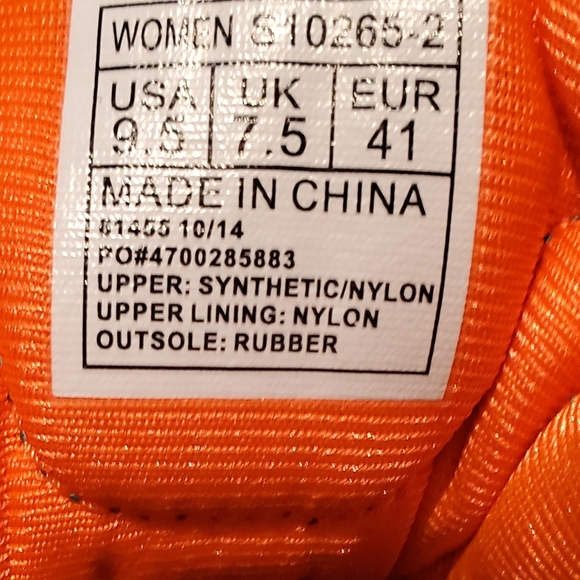 WOMEN S10265-2
USA UK EUR
9.5 7.5 41
MADE IN CHINA
61455 10/14
PO#4700285883
UPPER: SYNTHETIC/NYLON
UPPER LINING: NYLON
OUTSOLE: RUBBER